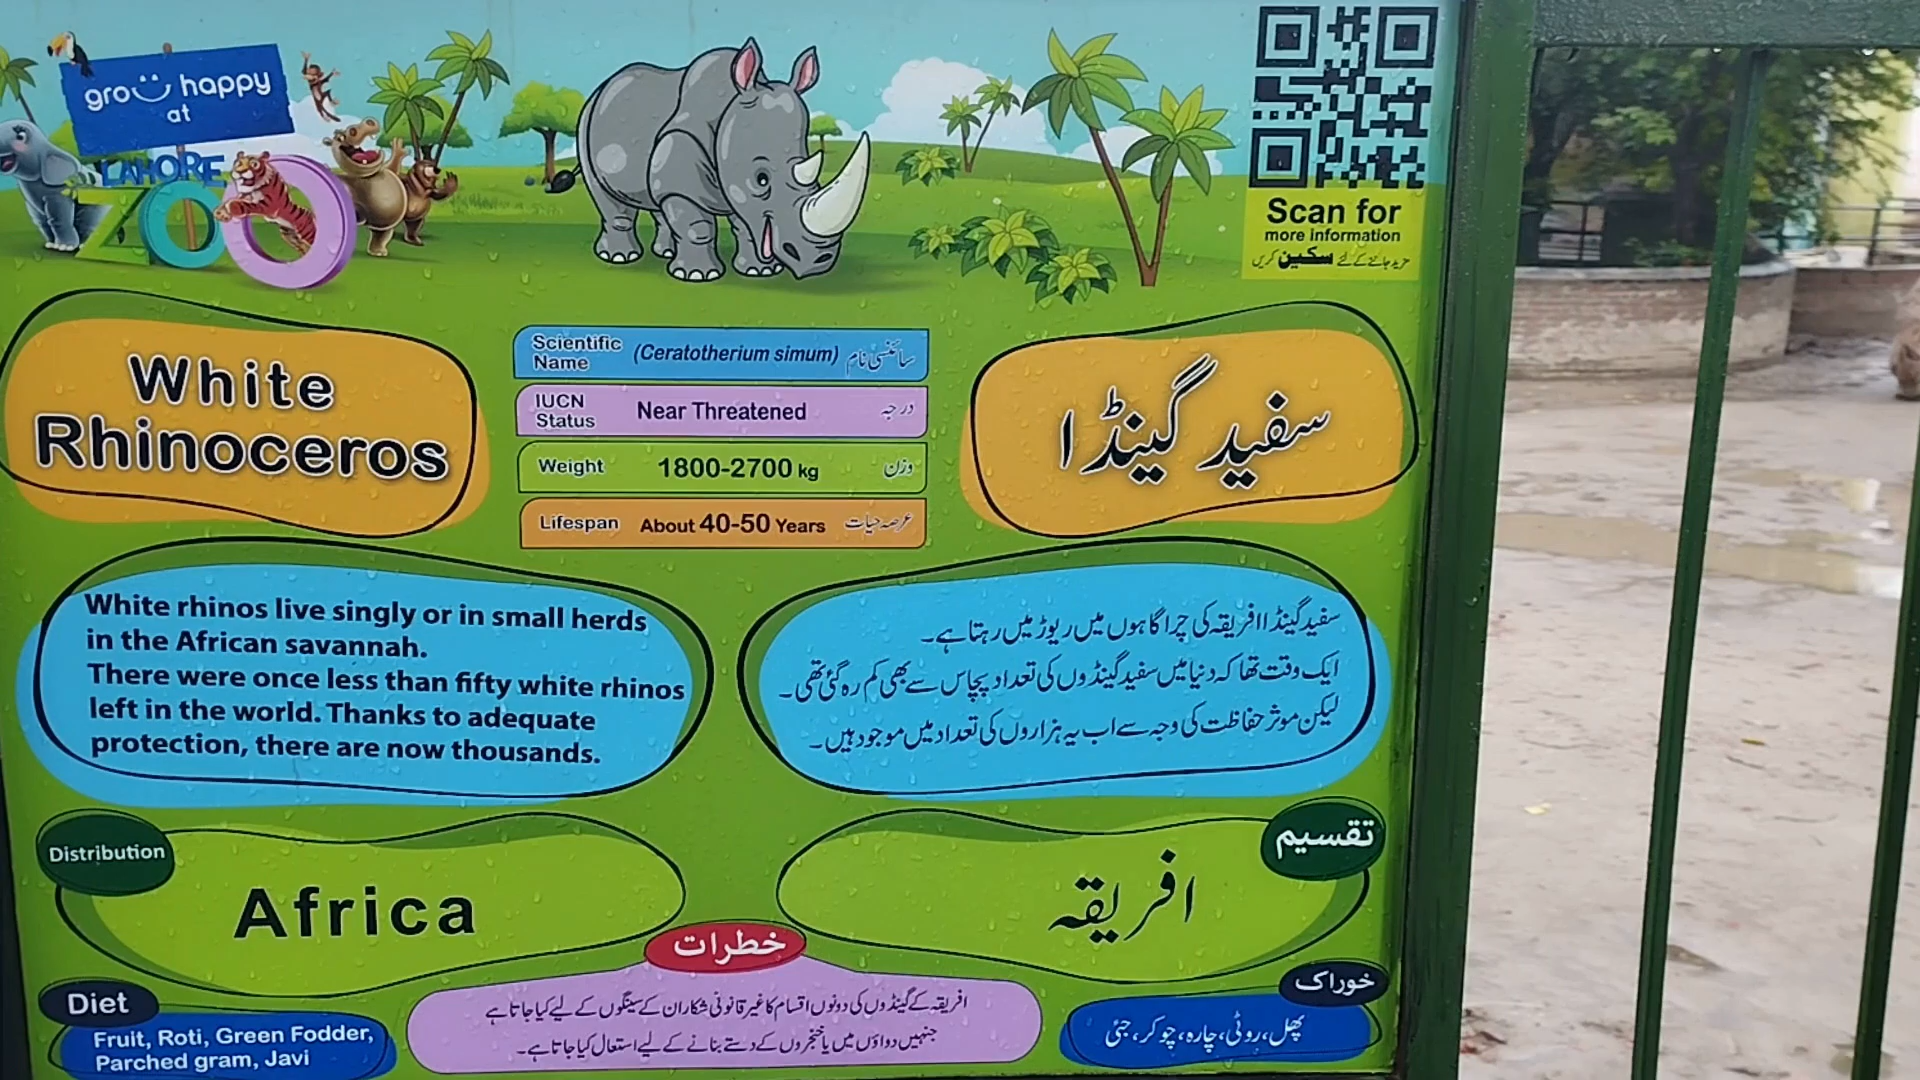 grow happy
at
LAHORE
ZOO
Scan for
more information
مزید جاننے کے لئے سکین کریں
White
Rhinoceros
Scientific Name (Ceratotherium simum) سائنسی نام
IUCN Status Near Threatened درجہ
Weight 1800-2700 kg وزن
Lifespan About 40-50 Years عرصہ حیات
سفید گینڈا
White rhinos live singly or in small herds
in the African savannah.
There were once less than fifty white rhinos
left in the world. Thanks to adequate
protection, there are now thousands.
سفید گینڈا افریقہ کی چراگاہوں میں ریوڑ میں رہتا ہے۔
ایک وقت تھا کہ دنیا میں سفید گینڈوں کی تعداد پچاس سے بھی کم رہ گئی تھی۔
لیکن موثر حفاظت کی وجہ سے اب یہ ہزاروں کی تعداد میں موجود ہیں۔
Distribution
Africa
تقسیم
افریقہ
Diet
Fruit, Roti, Green Fodder,
Parched gram, Javi
خطرات
افریقہ کے گینڈوں کی دونوں اقسام کا غیر قانونی شکار ان کے سینگوں کے لیے کیا جاتا ہے
جنہیں دواؤں میں یا خنجروں کے دستے بنانے کے لیے استعمال کیا جاتا ہے۔
خوراک
پھل، روٹی، چارہ، چوکر، جئی